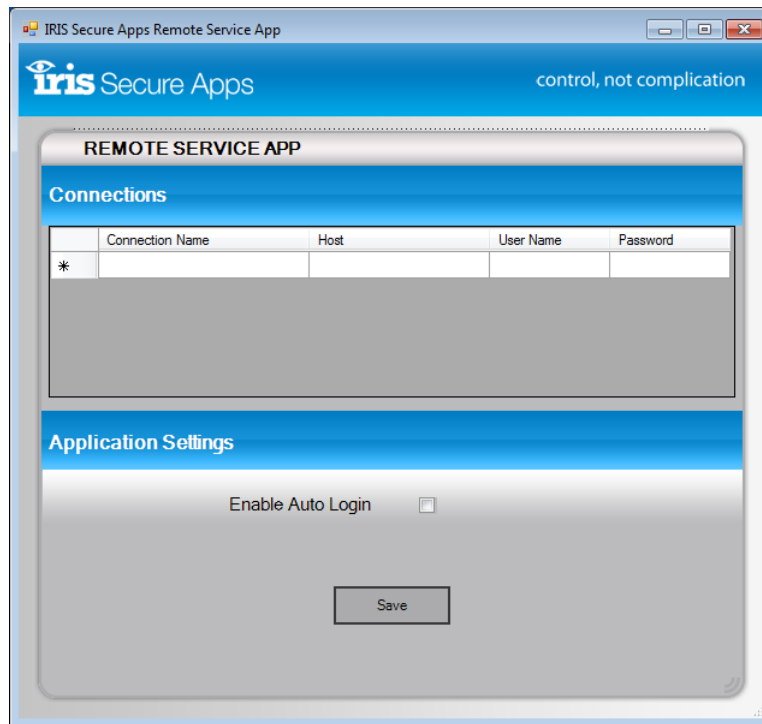 IRIS Secure Apps Remote Service App
iris Secure Apps
control, not complication
REMOTE SERVICE APP
Connections
Connection Name Host User Name Password
*
Application Settings
Enable Auto Login
Save